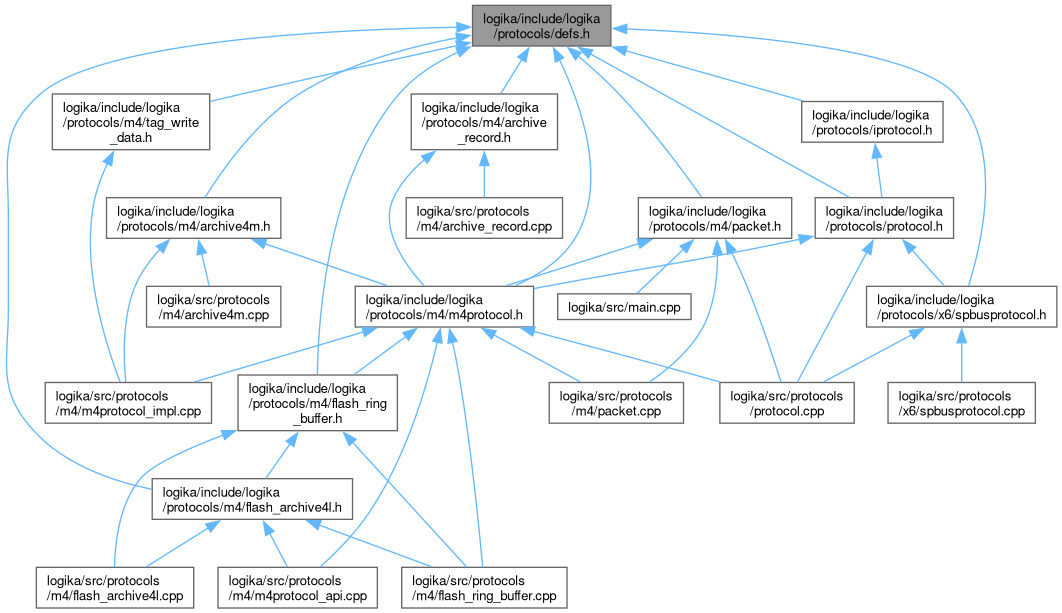 logika/include/logika
/protocols/defs.h
logika/include/logika
/protocols/m4/tag_write
_data.h
logika/include/logika
/protocols/m4/archive
_record.h
logika/include/logika
/protocols/iprotocol.h
logika/include/logika
/protocols/m4/archive4m.h
logika/src/protocols
/m4/archive_record.cpp
logika/include/logika
/protocols/m4/packet.h
logika/include/logika
/protocols/protocol.h
logika/src/protocols
/m4/archive4m.cpp
logika/include/logika
/protocols/m4/m4protocol.h
logika/src/main.cpp
logika/include/logika
/protocols/x6/spbusprotocol.h
logika/src/protocols
/m4/m4protocol_impl.cpp
logika/include/logika
/protocols/m4/flash_ring
_buffer.h
logika/src/protocols
/m4/packet.cpp
logika/src/protocols
/protocol.cpp
logika/src/protocols
/x6/spbusprotocol.cpp
logika/include/logika
/protocols/m4/flash_archive4l.h
logika/src/protocols
/m4/flash_archive4l.cpp
logika/src/protocols
/m4/m4protocol_api.cpp
logika/src/protocols
/m4/flash_ring_buffer.cpp